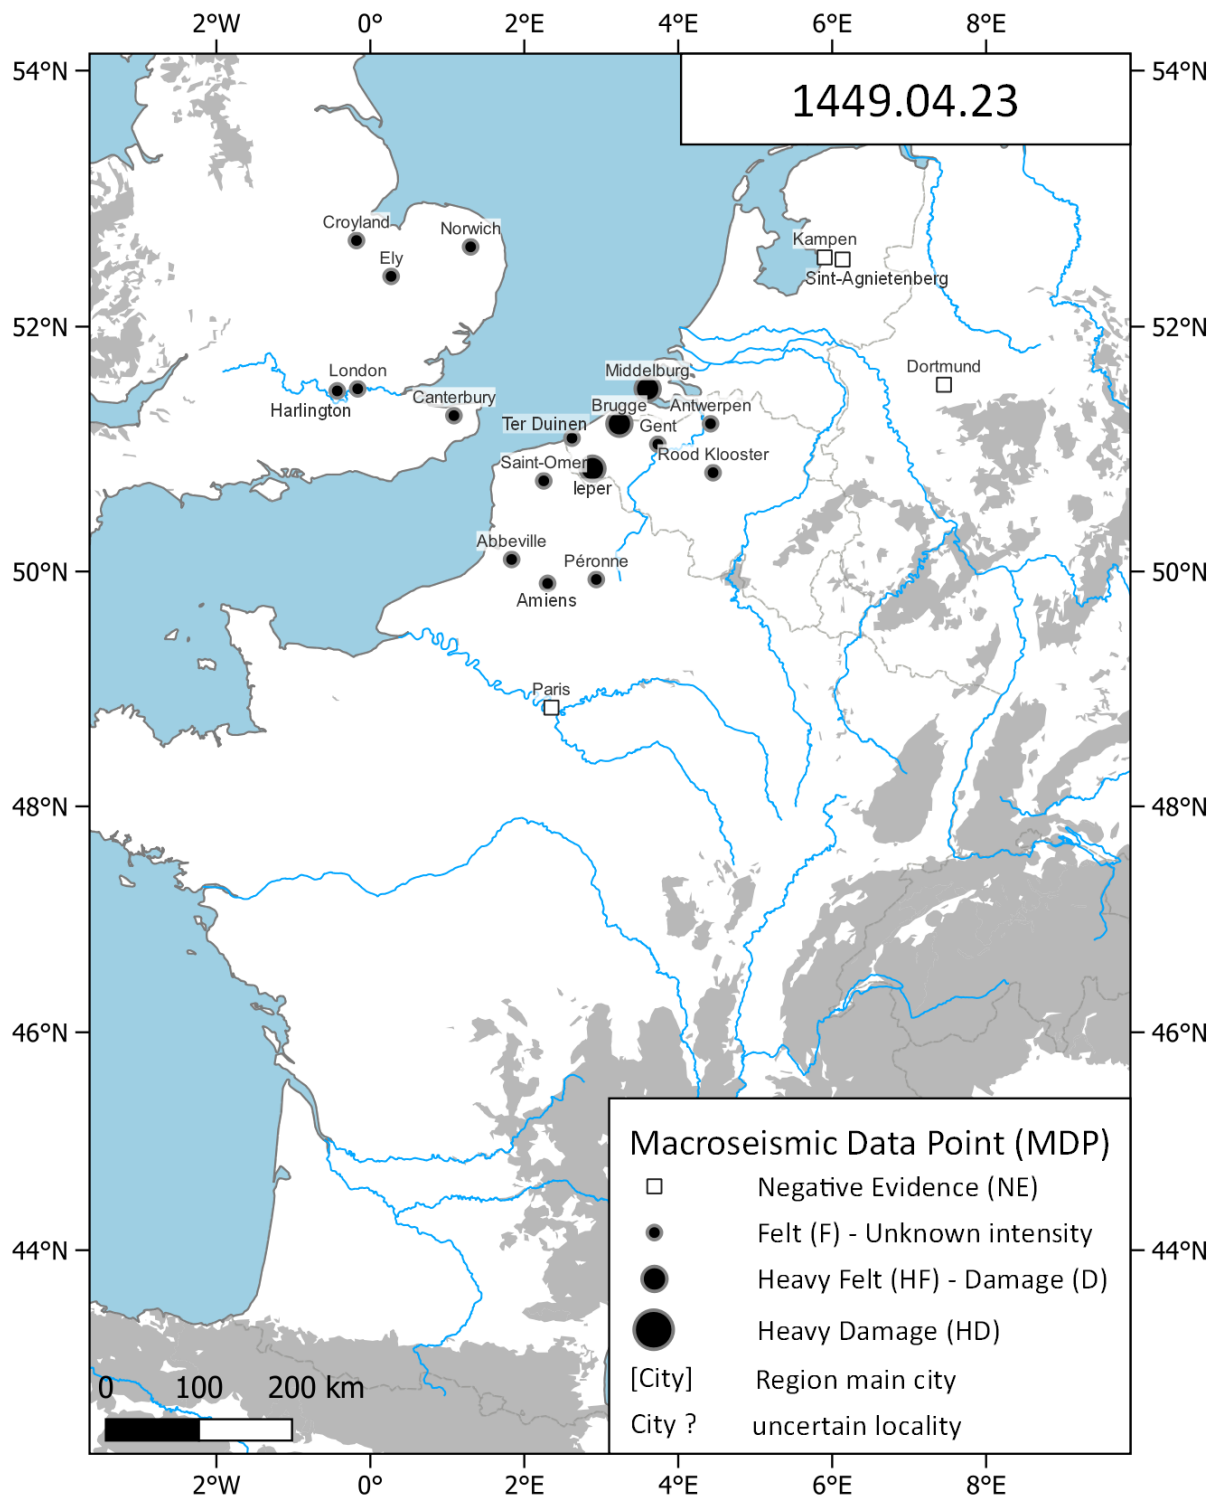 2°W 0° 2°E 4°E 6°E 8°E
54°N 54°N
1449.04.23
Croyland
Norwich
Ely
Kampen
Sint-Agnietenberg
52°N 52°N
London
Harlington
Canterbury
Middelburg
Dortmund
Brugge
Antwerpen
Ter Duinen
Gent
Rood Klooster
Saint-Omer
Ieper
Abbeville
Péronne
Amiens
50°N 50°N
Paris
48°N 48°N
46°N 46°N
44°N 44°N
Macroseismic Data Point (MDP)
Negative Evidence (NE)
Felt (F) - Unknown intensity
Heavy Felt (HF) - Damage (D)
Heavy Damage (HD)
[City] Region main city
City ? uncertain locality
0 100 200 km
2°W 0° 2°E 4°E 6°E 8°E